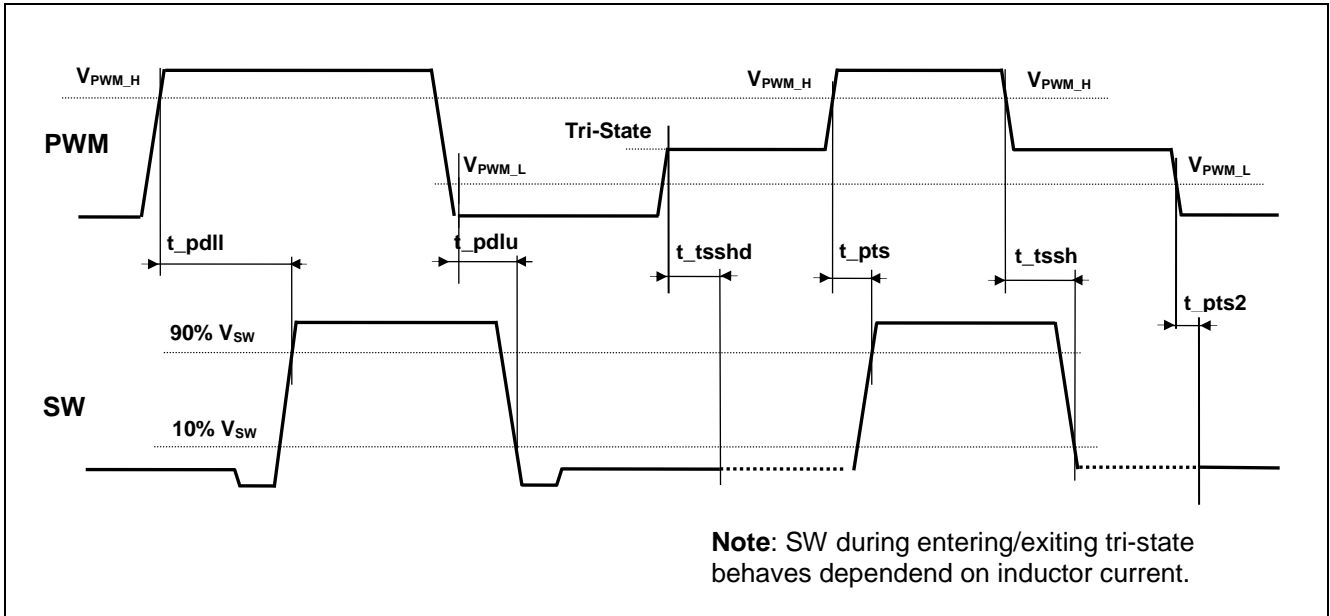 V_PWM_H
V_PWM_H
V_PWM_H
Tri-State
PWM
V_PWM_L
V_PWM_L
t_pdll
t_pdlu
t_tsshd
t_pts
t_tssh
t_pts2
90% V_SW
SW
10% V_SW
Note: SW during entering/exiting tri-state
behaves dependend on inductor current.